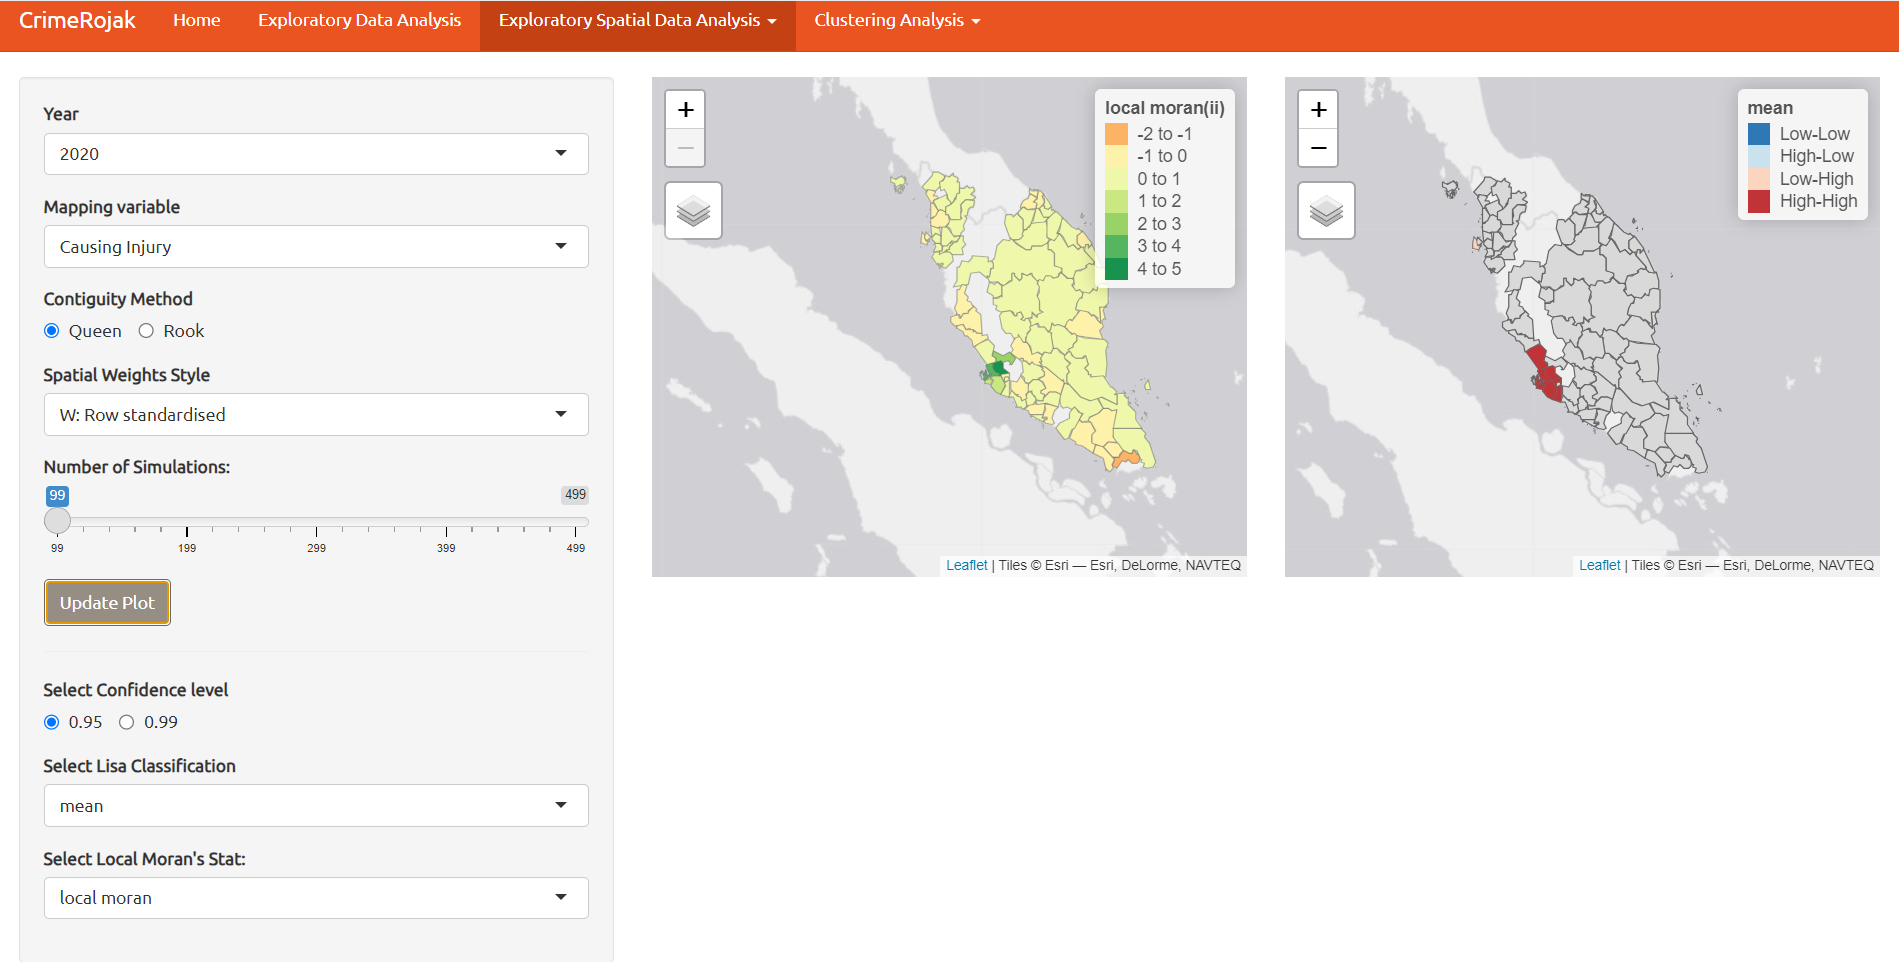 CrimeRojak Home Exploratory Data Analysis Exploratory Spatial Data Analysis Clustering Analysis
Year
2020
Mapping variable
Causing Injury
Contiguity Method
Queen Rook
Spatial Weights Style
W: Row standardised
Number of Simulations:
99 499
99 199 299 399 499
Update Plot
Select Confidence level
0.95 0.99
Select Lisa Classification
mean
Select Local Moran's Stat:
local moran
+
−
local moran(ii)
-2 to -1
-1 to 0
0 to 1
1 to 2
2 to 3
3 to 4
4 to 5
Leaflet | Tiles © Esri — Esri, DeLorme, NAVTEQ
+
−
mean
Low-Low
High-Low
Low-High
High-High
Leaflet | Tiles © Esri — Esri, DeLorme, NAVTEQ